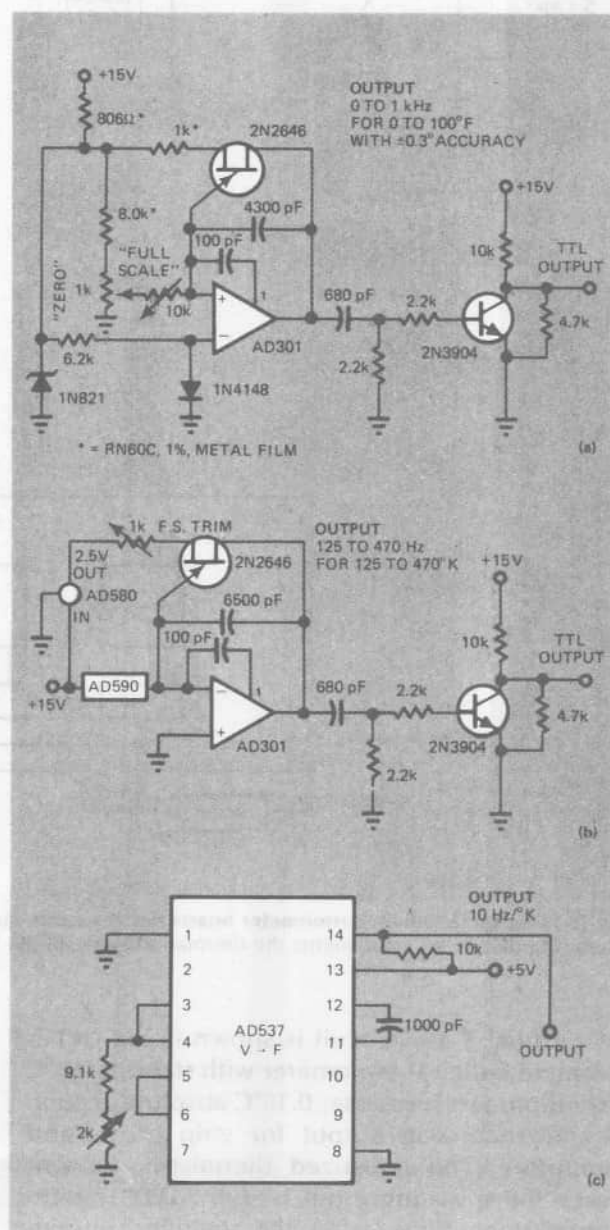 +15V
806Ω*
1k*
2N2646
OUTPUT
0 TO 1 kHz
FOR 0 TO 100°F
WITH ±0.3° ACCURACY
+15V
8.0k*
4300 pF
100 pF
10k
TTL
OUTPUT
"ZERO"
1k
"FULL
SCALE"
10k
+
1
−
AD301
680 pF
2.2k
2N3904
4.7k
6.2k
1N821
1N4148
2.2k
* = RN60C, 1%, METAL FILM
(a)
1k
F.S. TRIM
2N2646
OUTPUT
125 TO 470 Hz
FOR 125 TO 470°K
+15V
2.5V
OUT
AD580
IN
6500 pF
100 pF
10k
TTL
OUTPUT
+15V
AD590
−
1
+
AD301
680 pF
2.2k
2N3904
4.7k
2.2k
(b)
OUTPUT
10 Hz/°K
1
14
10k
2
13
+5V
3
12
1000 pF
4
AD537
V → F
OUTPUT
9.1k
5
10
6
9
2k
7
8
(c)